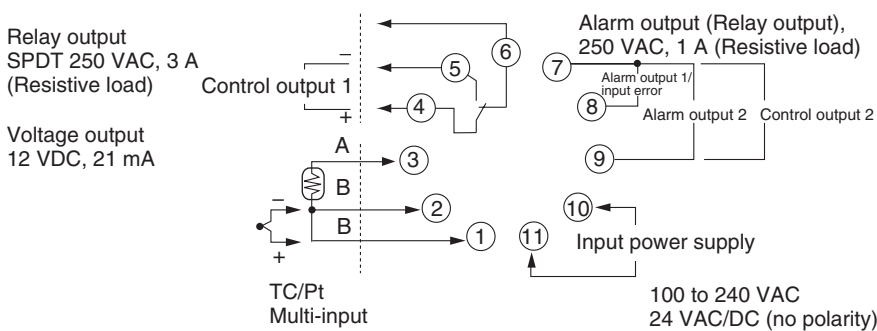 Relay output
SPDT 250 VAC, 3 A
(Resistive load)
Voltage output
12 VDC, 21 mA
Control output 1
−
+
6
5
4
A
3
B
2
B
1
−
+
TC/Pt
Multi-input
Alarm output (Relay output),
250 VAC, 1 A (Resistive load)
7
Alarm output 1/
input error
8
Alarm output 2
Control output 2
9
10
11
Input power supply
100 to 240 VAC
24 VAC/DC (no polarity)